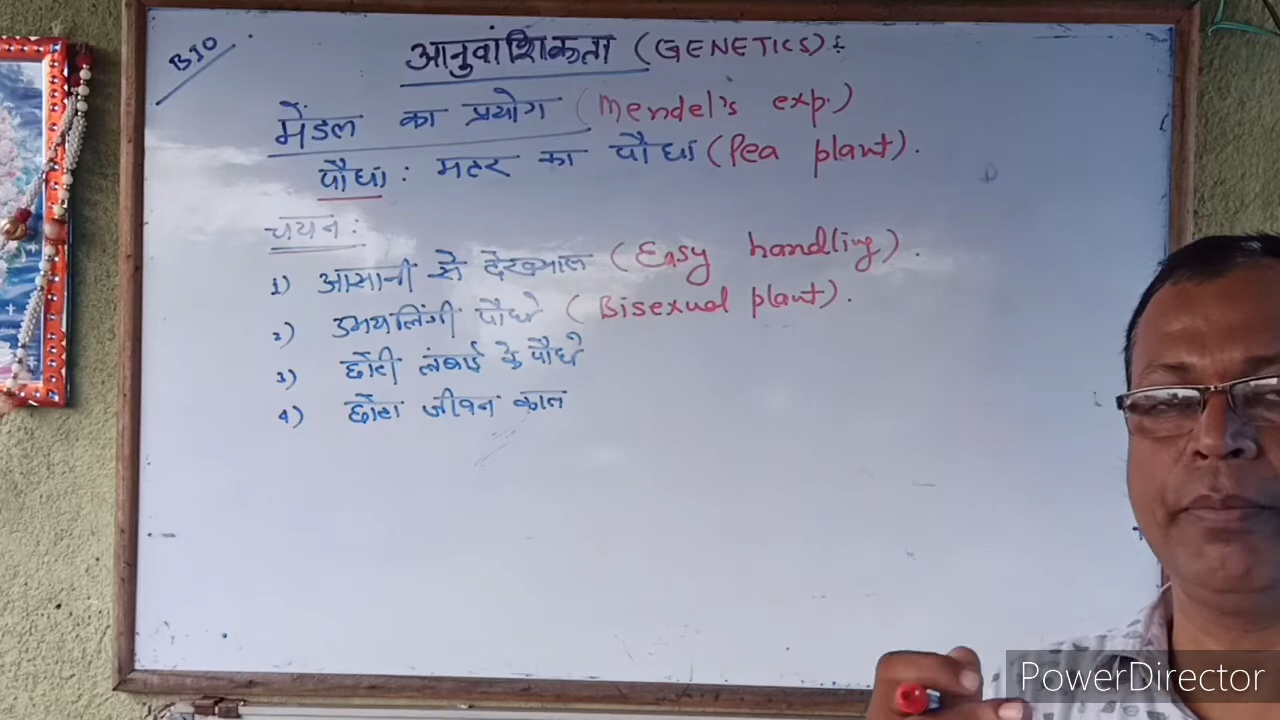 BIO
आनुवांशिकता (GENETICS):
मेंडल का प्रयोग (Mendel's exp.)
पौधा: मटर का पौधा (Pea plant).
चयन:
1) आसानी से देखभाल (Easy handling).
2) उभयलिंगी पौधे (Bisexual plant).
3) छोटी लंबाई के पौधे
4) छोटा जीवन काल
PowerDirector